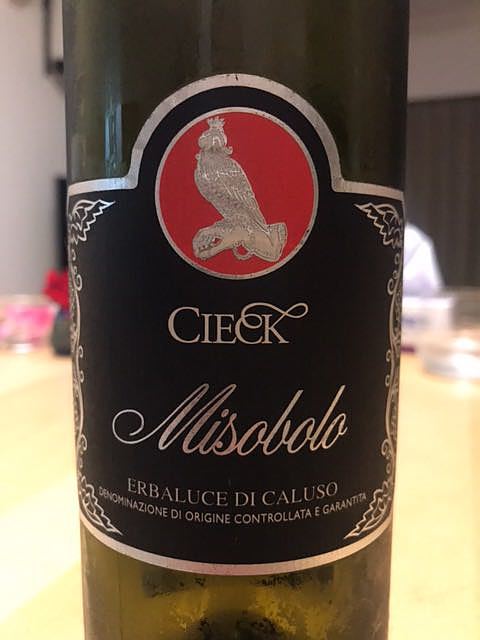 CIECK
Misobolo
ERBALUCE DI CALUSO
DENOMINAZIONE DI ORIGINE CONTROLLATA E GARANTITA